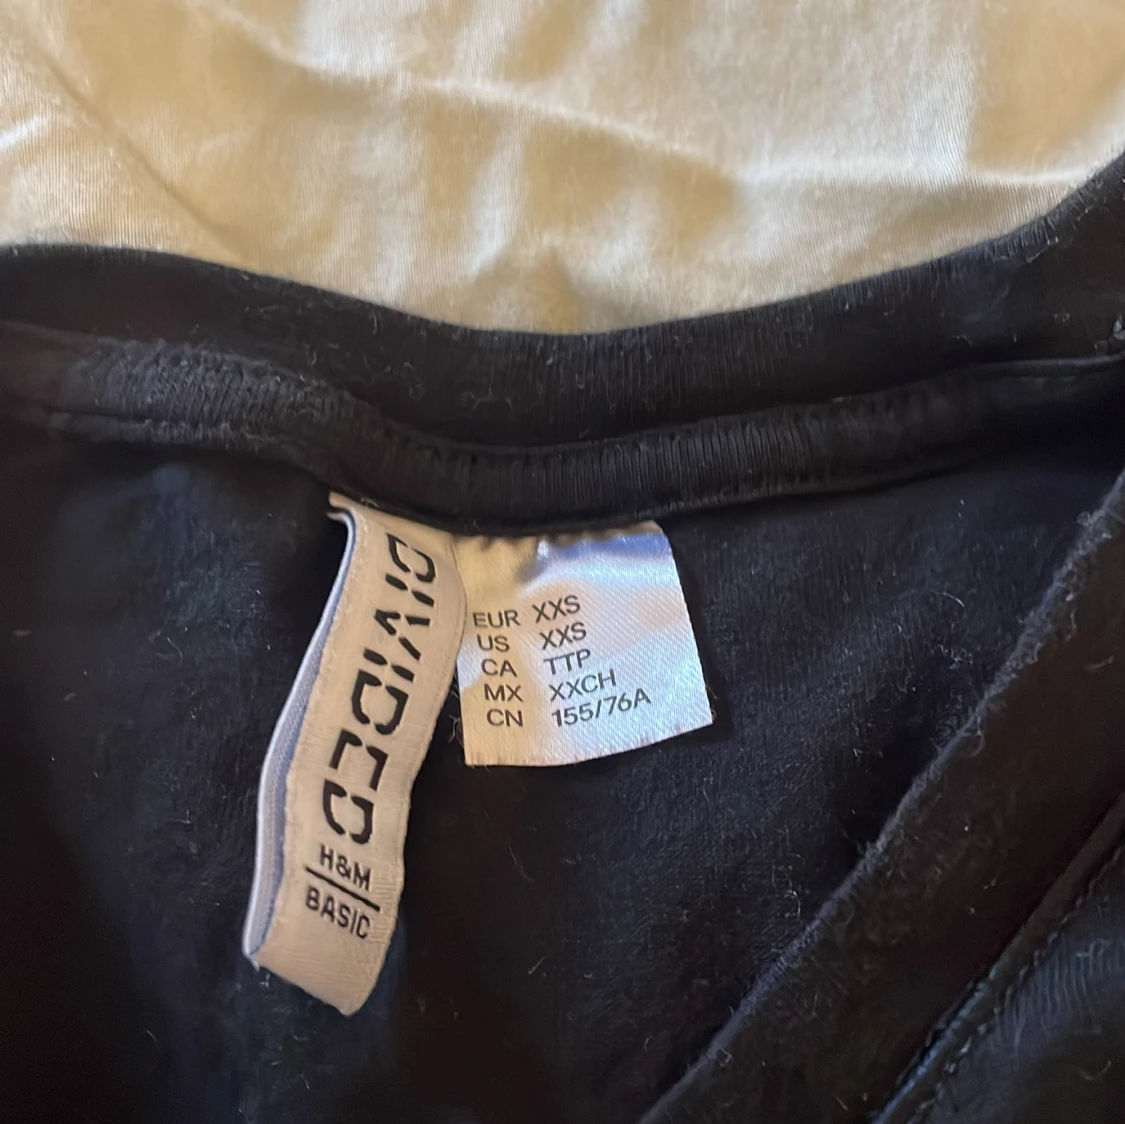 DIVIDED
H&M
BASIC
EUR XXS
US XXS
CA TTP
MX XXCH
CN 155/76A